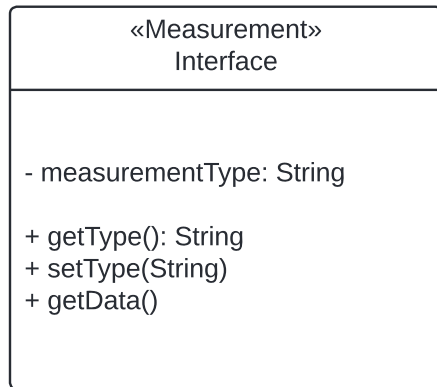 «Measurement»
Interface
- measurementType: String
+ getType(): String
+ setType(String)
+ getData()